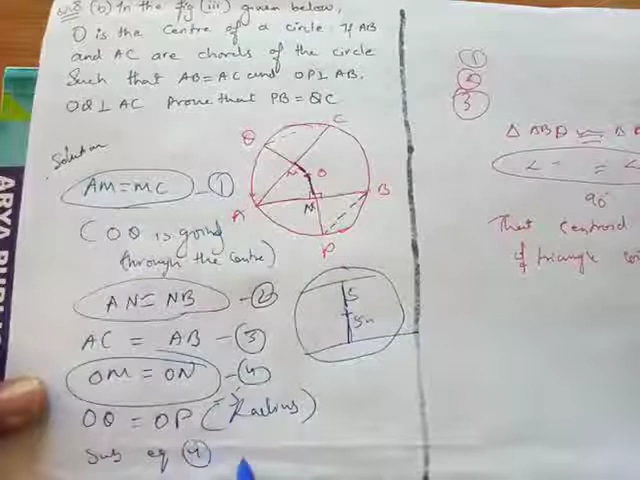 ans (b) In the fig (iii) given below,
O is the centre of a circle. If AB
and AC are chords of the circle
Such that AB = AC and OP⊥ AB.
OQ⊥ AC prove that PB = QC
Solution
AM = MC - ①
( OQ is going
through the centre)
AN = NB - ②
AC = AB - ③
OM = ON - ④
OQ = OP ( Radius )
Sub eq ④
C
Q
M
O
A
N
B
P
5
①
②
3
Δ ABD ≅ Δ
∠ = ∠
90°
That centroid
of triangle
ARYA PUBL